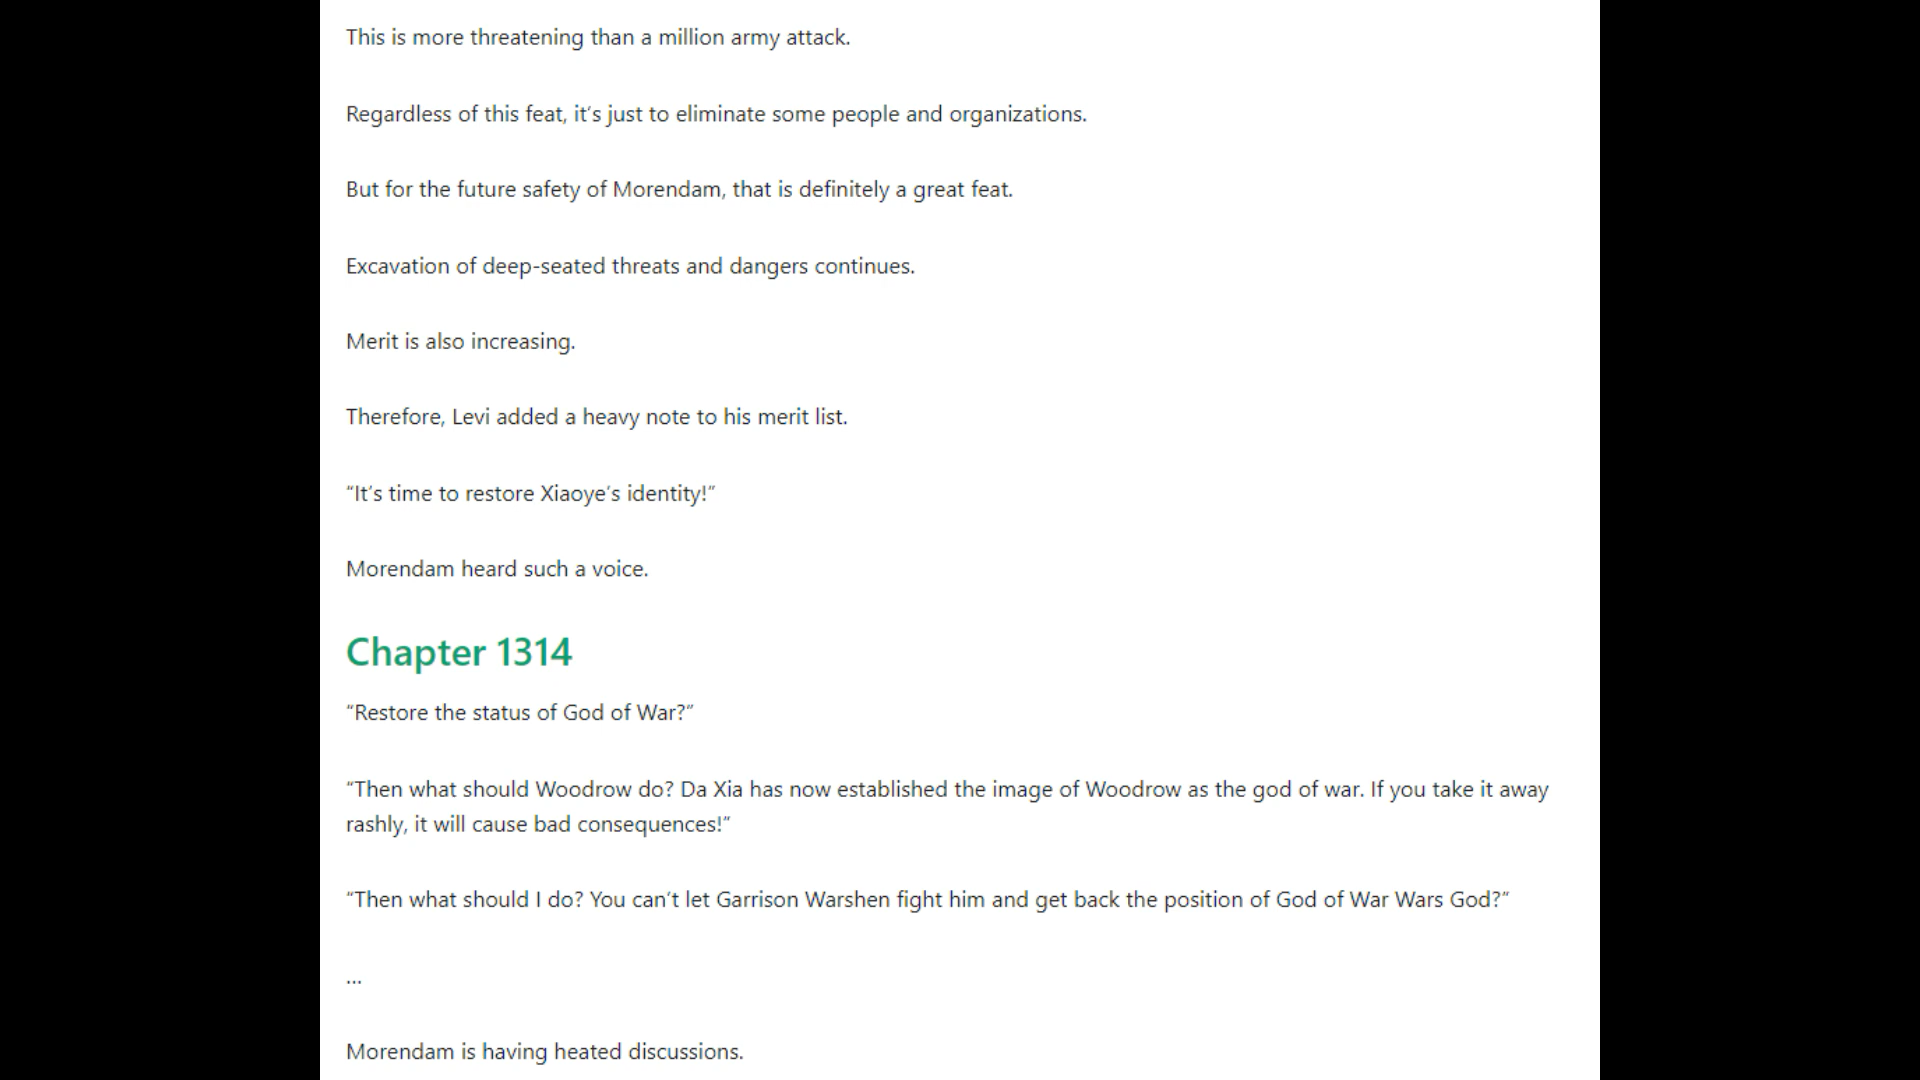 This is more threatening than a million army attack.
Regardless of this feat, it’s just to eliminate some people and organizations.
But for the future safety of Morendam, that is definitely a great feat.
Excavation of deep-seated threats and dangers continues.
Merit is also increasing.
Therefore, Levi added a heavy note to his merit list.
“It’s time to restore Xiaoye’s identity!”
Morendam heard such a voice.
Chapter 1314
“Restore the status of God of War?”
“Then what should Woodrow do? Da Xia has now established the image of Woodrow as the god of war. If you take it away
rashly, it will cause bad consequences!”
“Then what should I do? You can’t let Garrison Warshen fight him and get back the position of God of War Wars God?”
...
Morendam is having heated discussions.